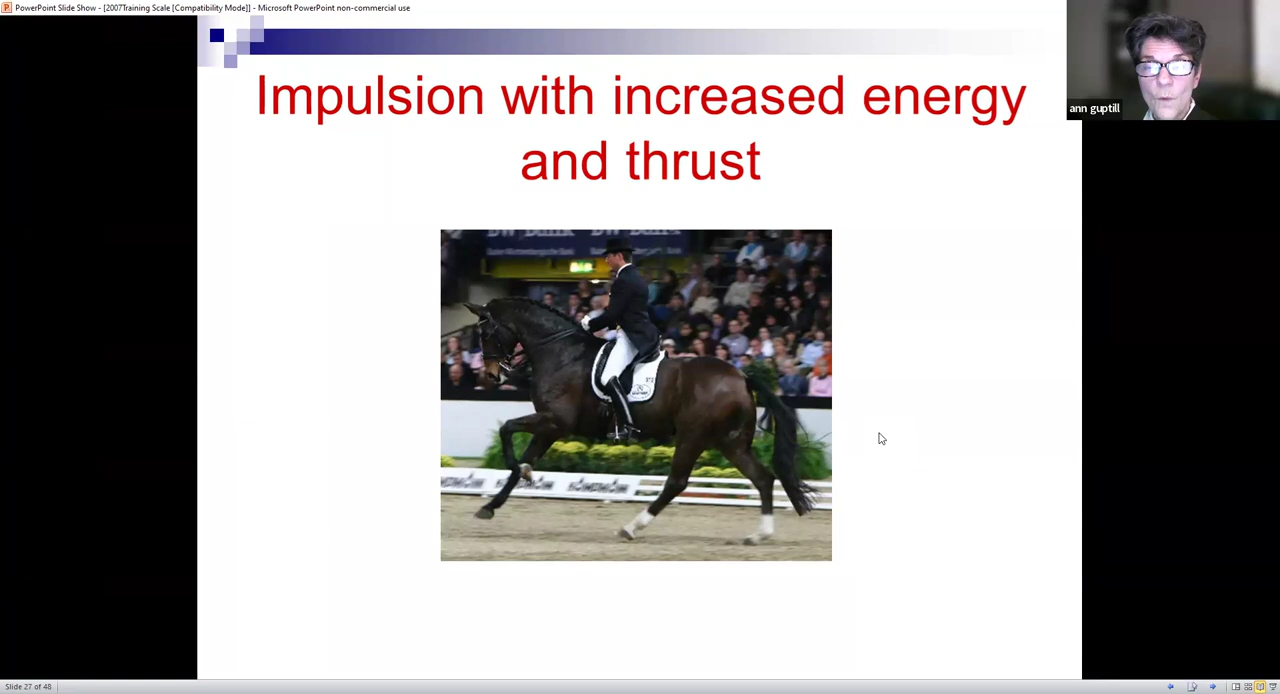 PowerPoint Slide Show - [2007Training Scale [Compatibility Mode]] - Microsoft PowerPoint non-commercial use
ann guptill
Impulsion with increased energy
and thrust
Slide 27 of 48